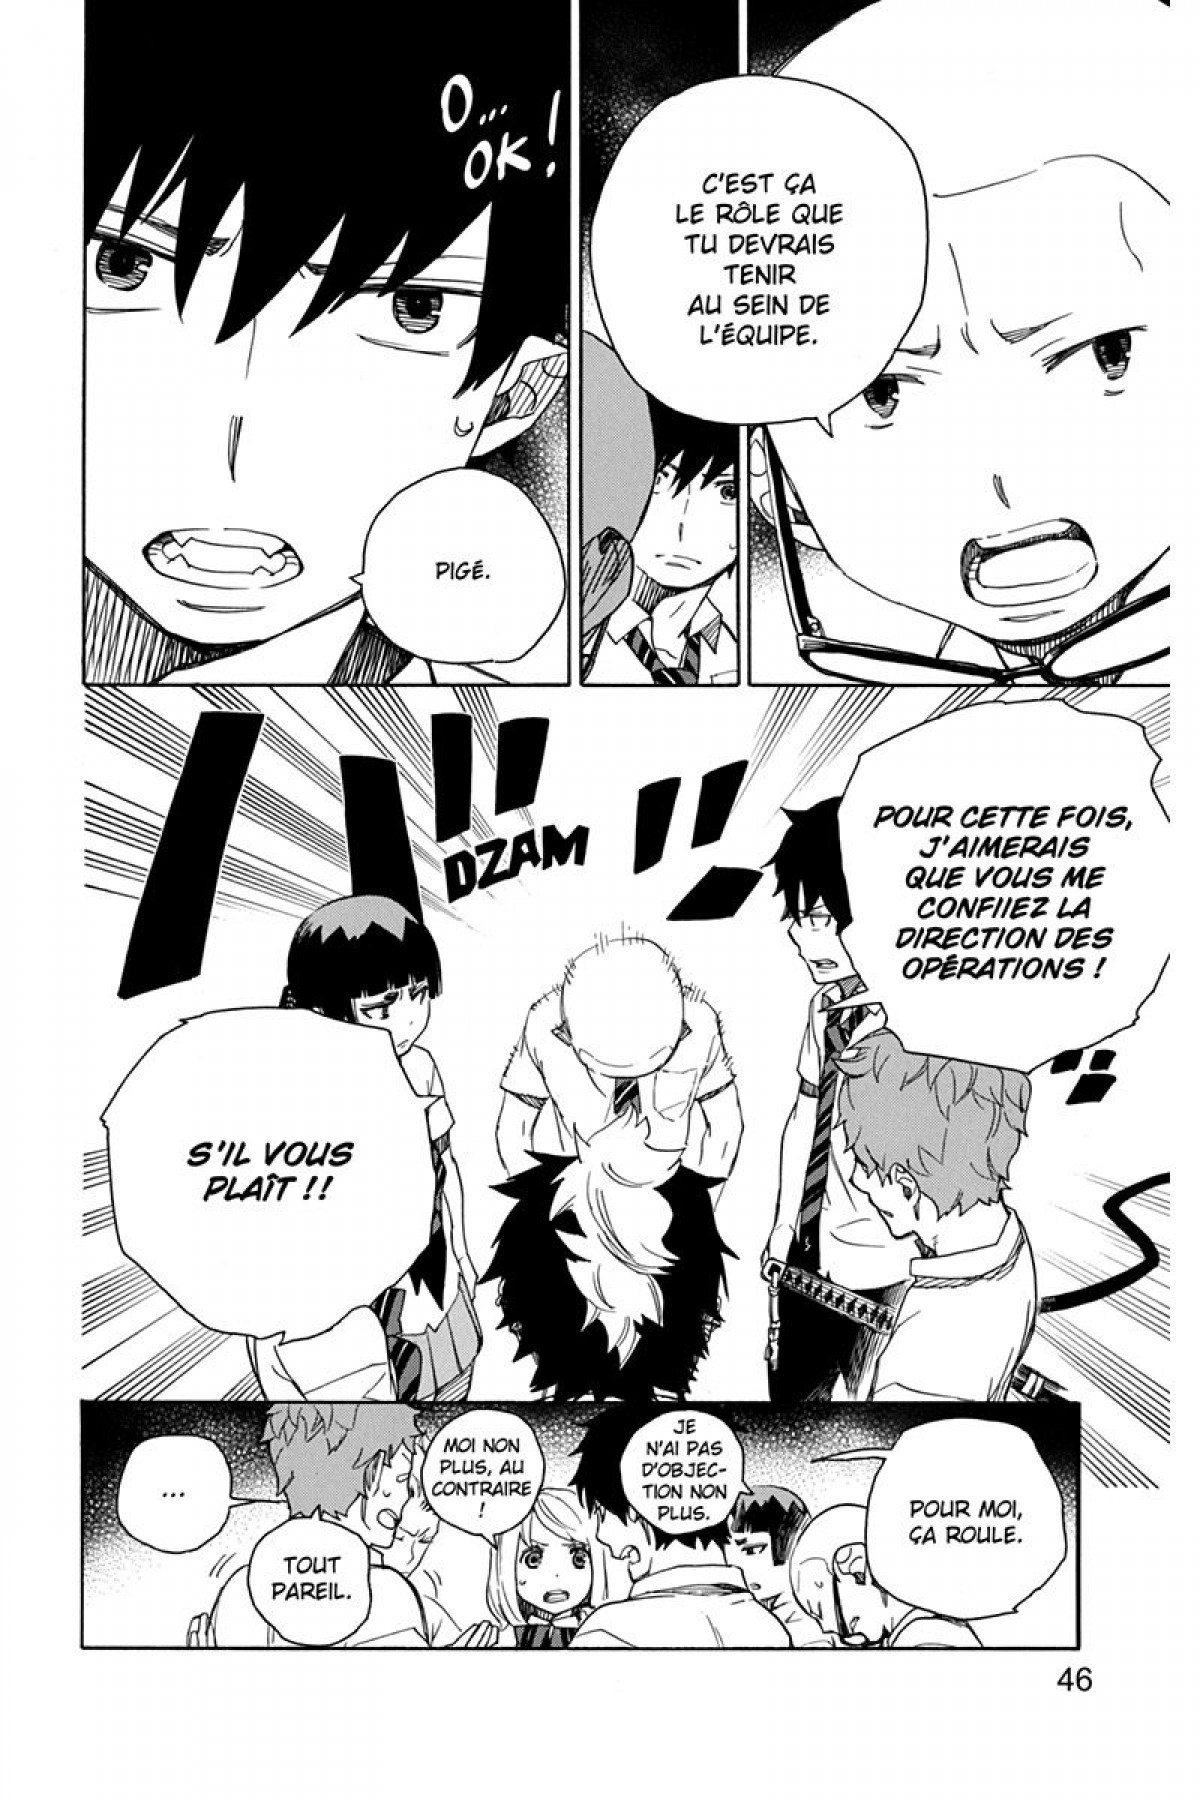 C'EST ÇA
LE RÔLE QUE
TU DEVRAIS
TENIR
AU SEIN DE
L'ÉQUIPE.
O...
OK !
PIGÉ.
POUR CETTE FOIS,
J'AIMERAIS
QUE VOUS ME
CONFIIEZ LA
DIRECTION DES
OPÉRATIONS !
DZAM
S'IL VOUS
PLAÎT !!
POUR MOI,
ÇA ROULE.
JE
N'AI PAS
D'OBJEC-
TION NON
PLUS.
MOI NON
PLUS, AU
CONTRAIRE
!
TOUT
PAREIL.
...
46